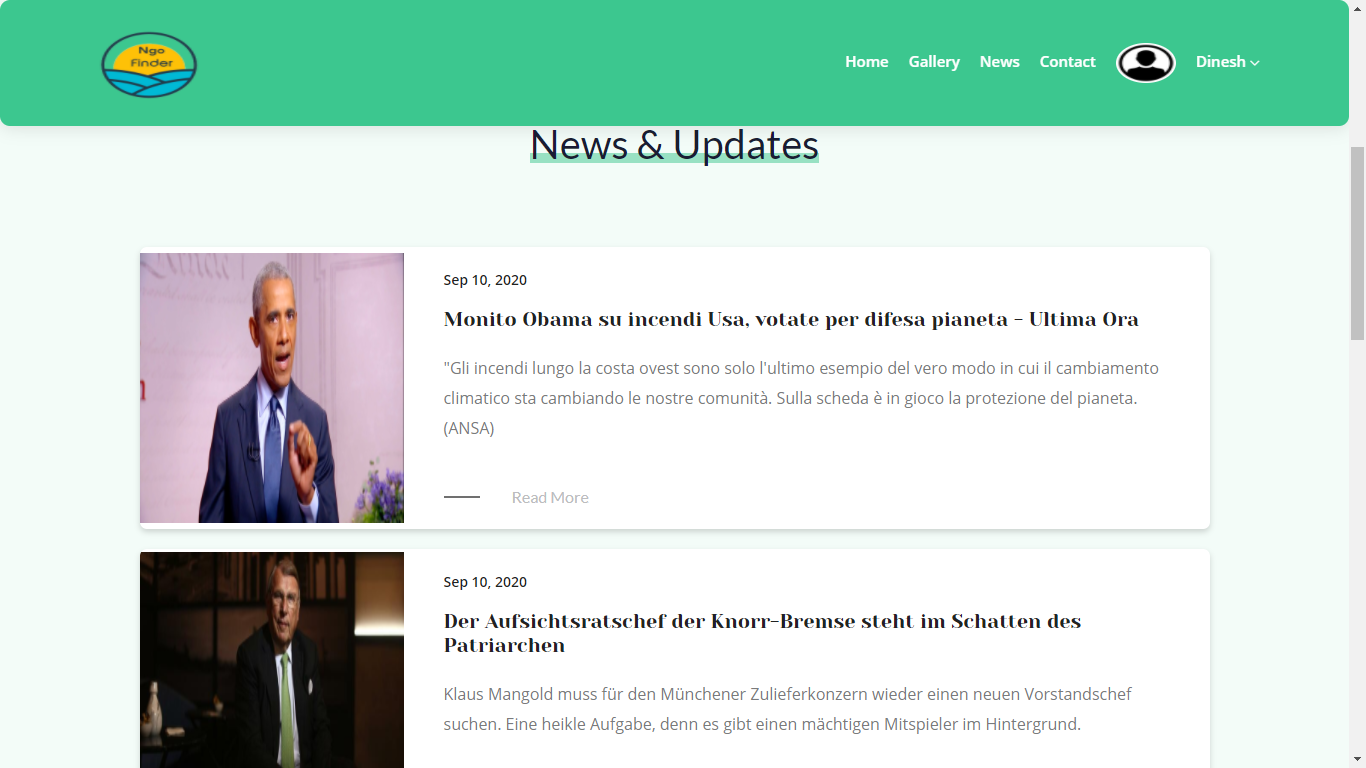 Ngo
Finder
Home Gallery News Contact Dinesh
News & Updates
Sep 10, 2020
Monito Obama su incendi Usa, votate per difesa pianeta - Ultima Ora
"Gli incendi lungo la costa ovest sono solo l'ultimo esempio del vero modo in cui il cambiamento
climatico sta cambiando le nostre comunità. Sulla scheda è in gioco la protezione del pianeta.
(ANSA)
Read More
Sep 10, 2020
Der Aufsichtsratschef der Knorr-Bremse steht im Schatten des
Patriarchen
Klaus Mangold muss für den Münchener Zulieferkonzern wieder einen neuen Vorstandschef
suchen. Eine heikle Aufgabe, denn es gibt einen mächtigen Mitspieler im Hintergrund.